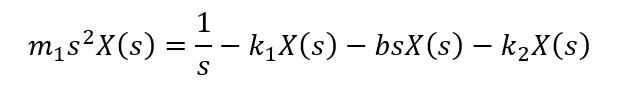 m₁s²X(s) = 1/s − k₁X(s) − bsX(s) − k₂X(s)